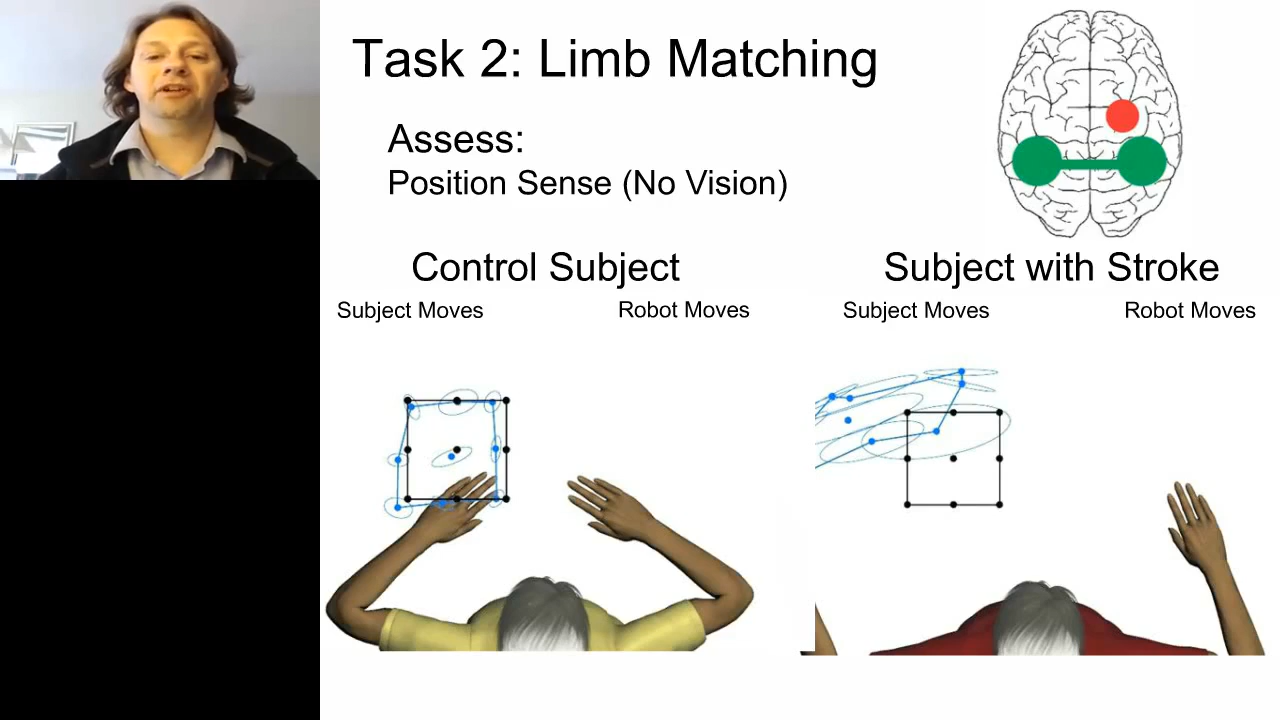 Task 2: Limb Matching
Assess:
Position Sense (No Vision)
Control Subject
Subject with Stroke
Subject Moves
Robot Moves
Subject Moves
Robot Moves